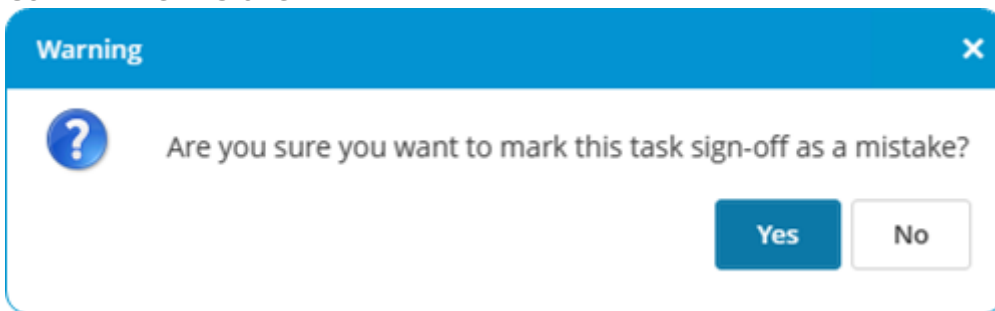 Warning
Are you sure you want to mark this task sign-off as a mistake?
Yes No